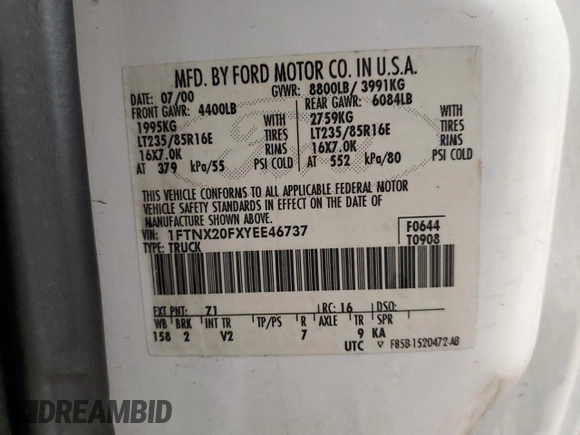 MFD. BY FORD MOTOR CO. IN U.S.A.
DATE: 07/00 GVWR: 8800LB/ 3991KG
FRONT GAWR: 4400LB REAR GAWR: 6084LB
1995KG WITH 2759KG WITH
LT235/85R16E TIRES LT235/85R16E TIRES
16X7.0K RIMS 16X7.0K RIMS
AT 379 kPa/55 PSI COLD AT 552 kPa/80 PSI COLD
THIS VEHICLE CONFORMS TO ALL APPLICABLE FEDERAL MOTOR
VEHICLE SAFETY STANDARDS IN EFFECT ON THE DATE OF
MANUFACTURE SHOWN ABOVE.
VIN: 1FTNX20FXYEE46737 F0644
TYPE: TRUCK T0908
EXT PNT: 71 RC: 16 DSO:
WB BRK INT TR TP/PS R AXLE TR SPR
158 2 V2 7 9 KA
UTC F85B-1520472-AB
DREAMBID